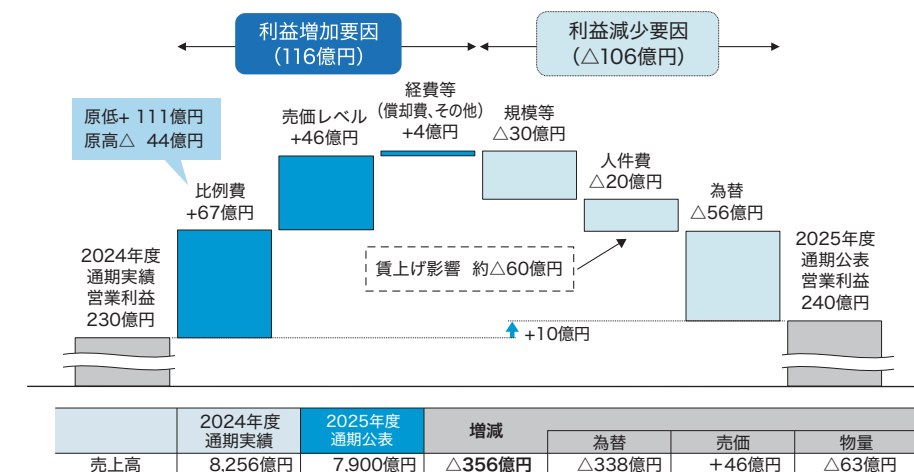 利益増加要因
(116億円)
利益減少要因
(△106億円)
原低+ 111億円
原高△ 44億円
比例費
+67億円
売価レベル
+46億円
経費等
(償却費、その他)
+4億円
規模等
△30億円
人件費
△20億円
為替
△56億円
賃上げ影響 約△60億円
2024年度
通期実績
営業利益
230億円
+10億円
2025年度
通期公表
営業利益
240億円
2024年度
通期実績
2025年度
通期公表
増減
為替
売価
物量
売上高 8,256億円 7,900億円 △356億円 △338億円 +46億円 △63億円